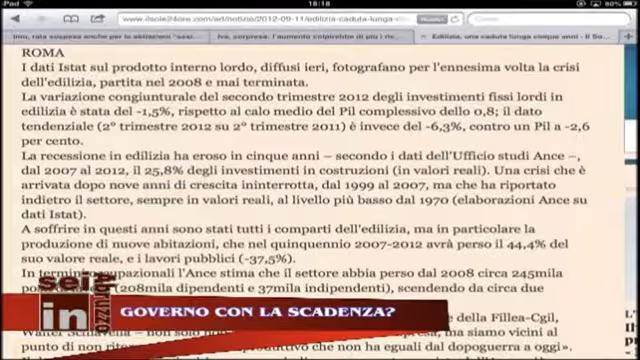 iPad
18:18
80%
www.ilsole24ore.com/art/notizie/2012-09-11/edilizia-caduta-lunga-c
Reader
Imu, rata sospesa anche per le abitazioni "sesi
Iva, sorpresa: l'aumento colpirebbe di più i ric
Edilizia, una caduta lunga cinque anni - Il So
ROMA
I dati Istat sul prodotto interno lordo, diffusi ieri, fotografano per l'ennesima volta la crisi
dell'edilizia, partita nel 2008 e mai terminata.
La variazione congiunturale del secondo trimestre 2012 degli investimenti fissi lordi in
edilizia è stata del -1,5%, rispetto al calo medio del Pil complessivo dello 0,8; il dato
tendenziale (2° trimestre 2012 su 2° trimestre 2011) è invece del -6,3%, contro un Pil a -2,6
per cento.
La recessione in edilizia ha eroso in cinque anni – secondo i dati dell'Ufficio studi Ance –,
dal 2007 al 2012, il 25,8% degli investimenti in costruzioni (in valori reali). Una crisi che è
arrivata dopo nove anni di crescita ininterrotta, dal 1999 al 2007, ma che ha riportato
indietro il settore, sempre in valori reali, al livello più basso dal 1970 (elaborazioni Ance su
dati Istat).
A soffrire in questi anni sono stati tutti i comparti dell'edilizia, ma in particolare la
produzione di nuove abitazioni, che nel quinquennio 2007-2012 avrà perso il 44,4% del
suo valore reale, e i lavori pubblici (-37,5%).
In termini occupazionali l'Ance stima che il settore abbia perso dal 2008 circa 245mila
(208mila dipendenti e 37mila indipendenti), scendendo da circa due
sei in Abruzzo
GOVERNO CON LA SCADENZA?
della Fillea-Cgil,
Walter Schiavella – non solo non ma siamo vicini al
punto di non ritorno che non ha eguali dal dopoguerra a oggi».